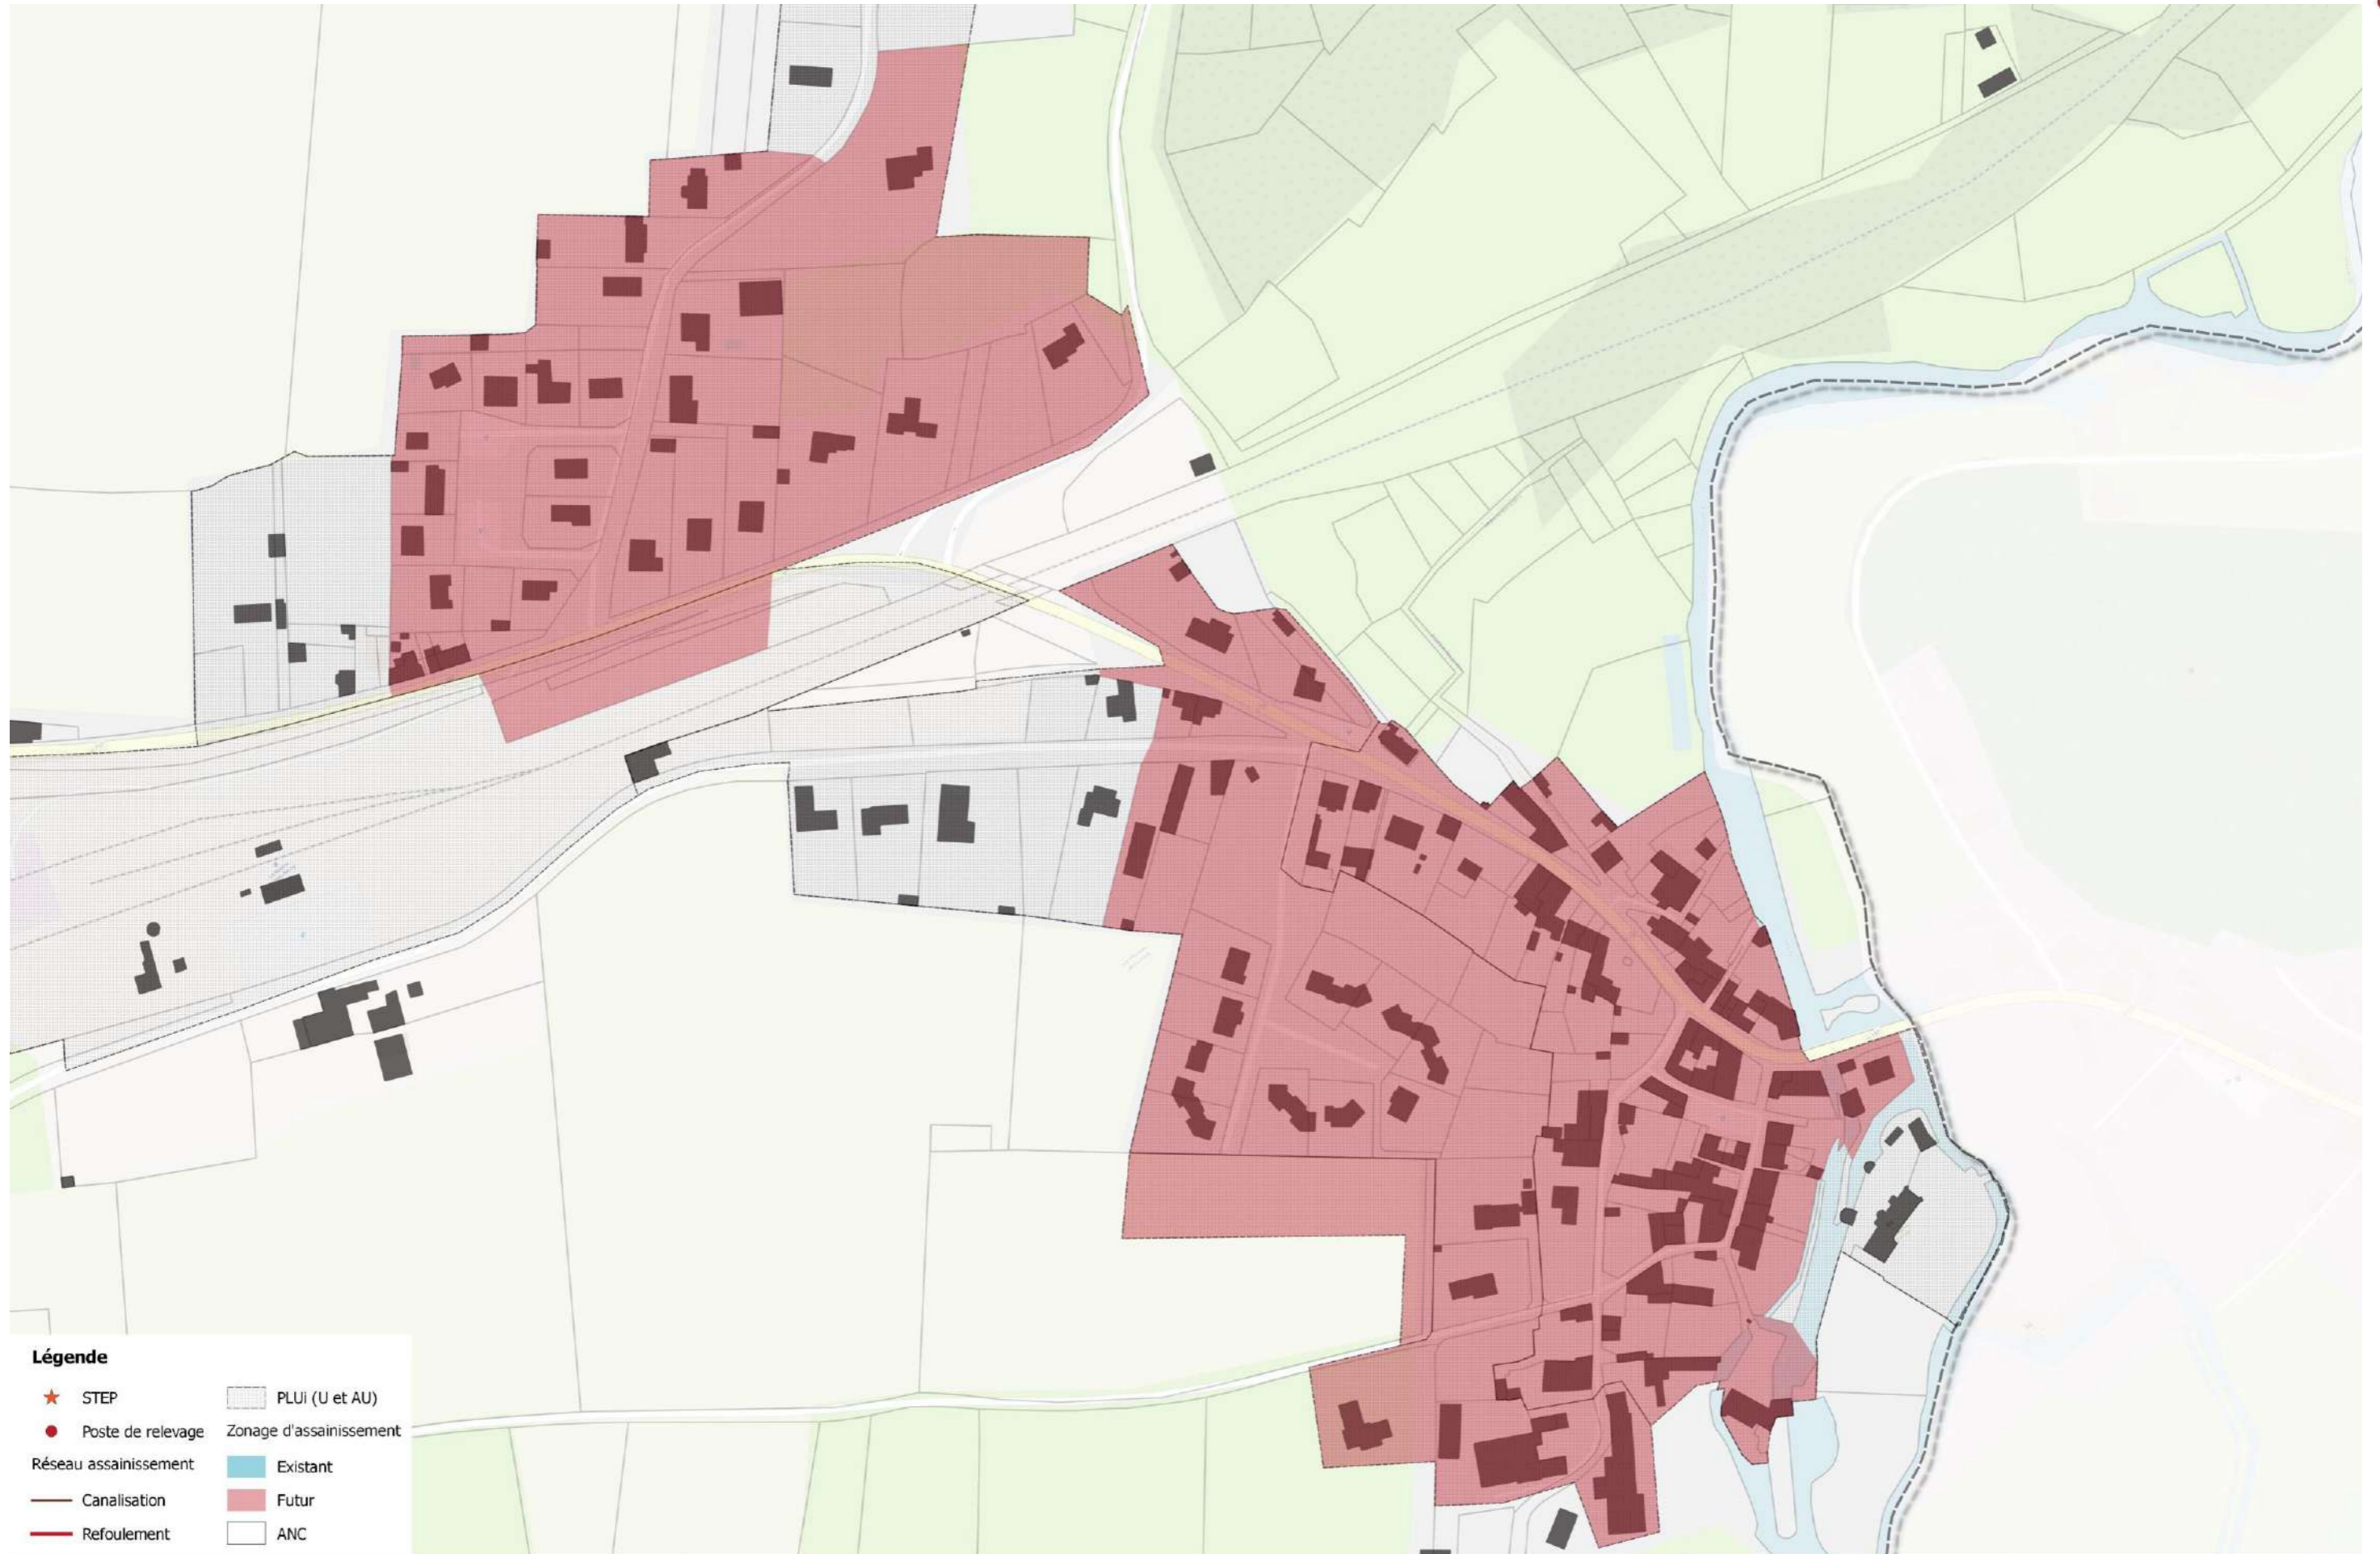 Légende
STEP
Poste de relevage
Réseau assainissement
Canalisation
Refoulement
PLUi (U et AU)
Zonage d'assainissement
Existant
Futur
ANC